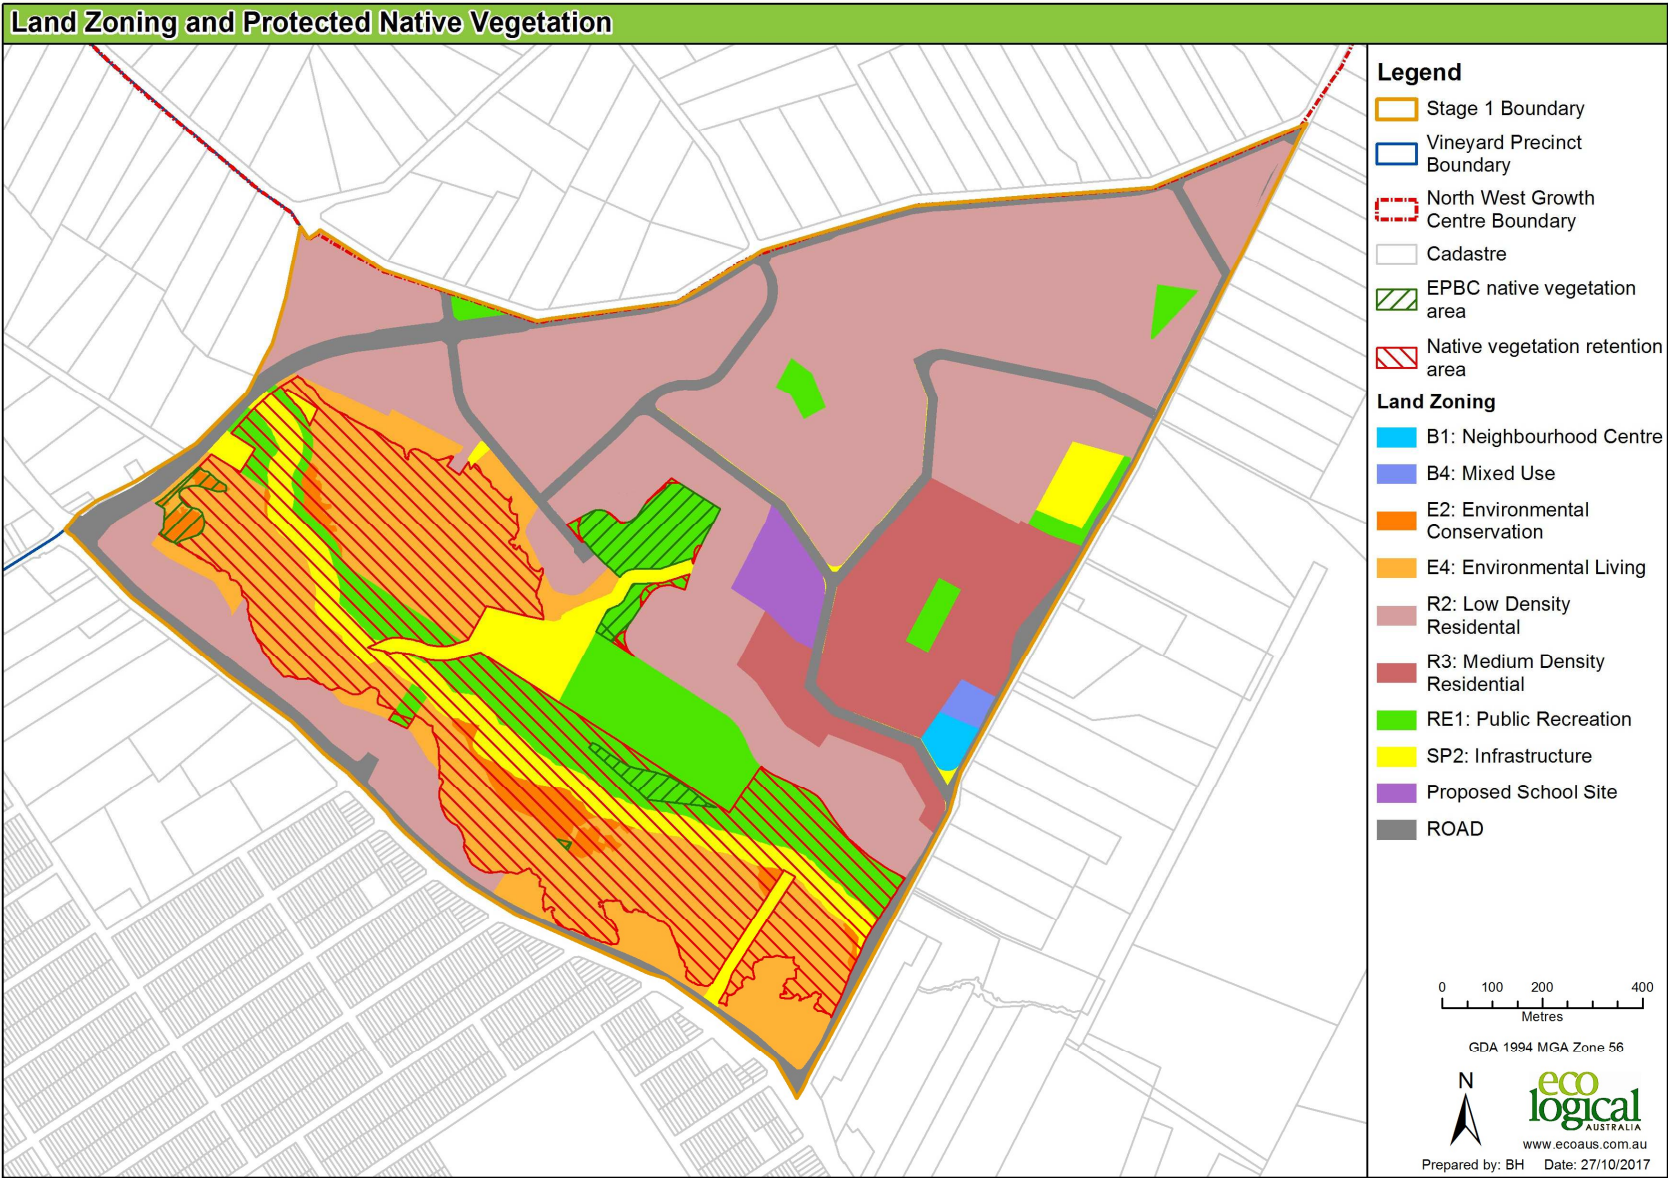 Land Zoning and Protected Native Vegetation
Legend
Stage 1 Boundary
Vineyard Precinct
Boundary
North West Growth
Centre Boundary
Cadastre
EPBC native vegetation
area
Native vegetation retention
area
Land Zoning
B1: Neighbourhood Centre
B4: Mixed Use
E2: Environmental
Conservation
E4: Environmental Living
R2: Low Density
Residental
R3: Medium Density
Residential
RE1: Public Recreation
SP2: Infrastructure
Proposed School Site
ROAD
0 100 200 400
Metres
GDA 1994 MGA Zone 56
N
eco
logical
AUSTRALIA
www.ecoaus.com.au
Prepared by: BH Date: 27/10/2017